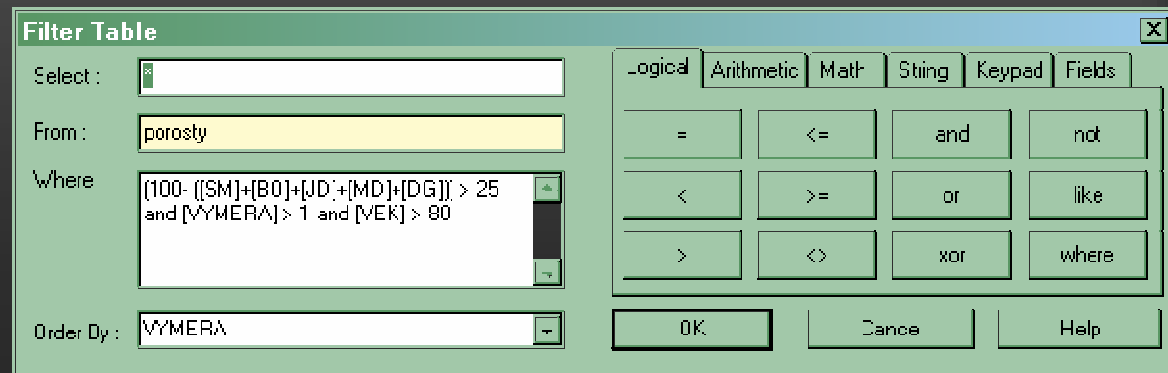 Filter Table
Select :
*
From :
porosty
Where
(100- ([SM]+[BO]+[JD]+[MD]+[DG])) > 25
and [VYMERA] > 1 and [VEK] > 80
Order By :
VYMERA
Logical Arithmetic Math String Keypad Fields
= <= and not
< >= or like
> <> xor where
OK Cancel Help